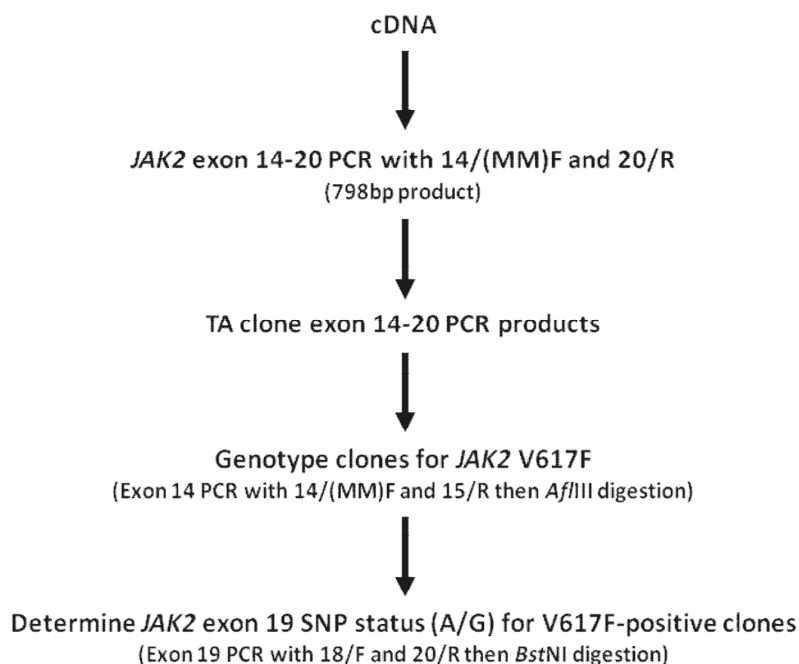 cDNA
JAK2 exon 14-20 PCR with 14/(MM)F and 20/R
(798bp product)
TA clone exon 14-20 PCR products
Genotype clones for JAK2 V617F
(Exon 14 PCR with 14/(MM)F and 15/R then AflIII digestion)
Determine JAK2 exon 19 SNP status (A/G) for V617F-positive clones
(Exon 19 PCR with 18/F and 20/R then BstNI digestion)